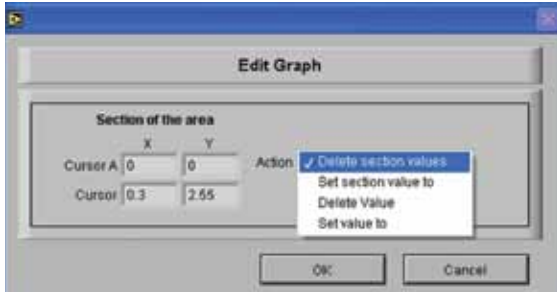 Edit Graph
Section of the area
X Y
Cursor A 0 0 Action ✓ Delete section values
Cursor 0.3 2.55 Set section value to
Delete Value
Set value to
OK Cancel